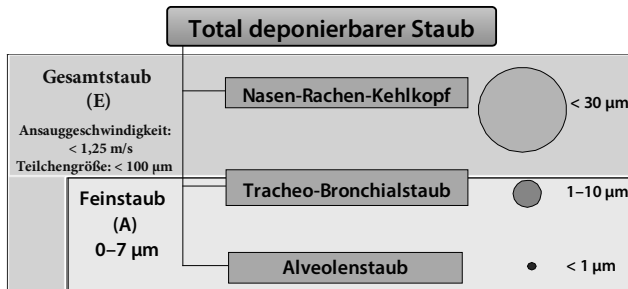 Total deponierbarer Staub
Gesamtstaub
(E)
Ansauggeschwindigkeit:
< 1,25 m/s
Teilchengröße: < 100 µm
Nasen-Rachen-Kehlkopf
< 30 µm
Feinstaub
(A)
0–7 µm
Tracheo-Bronchialstaub
1–10 µm
Alveolenstaub
< 1 µm